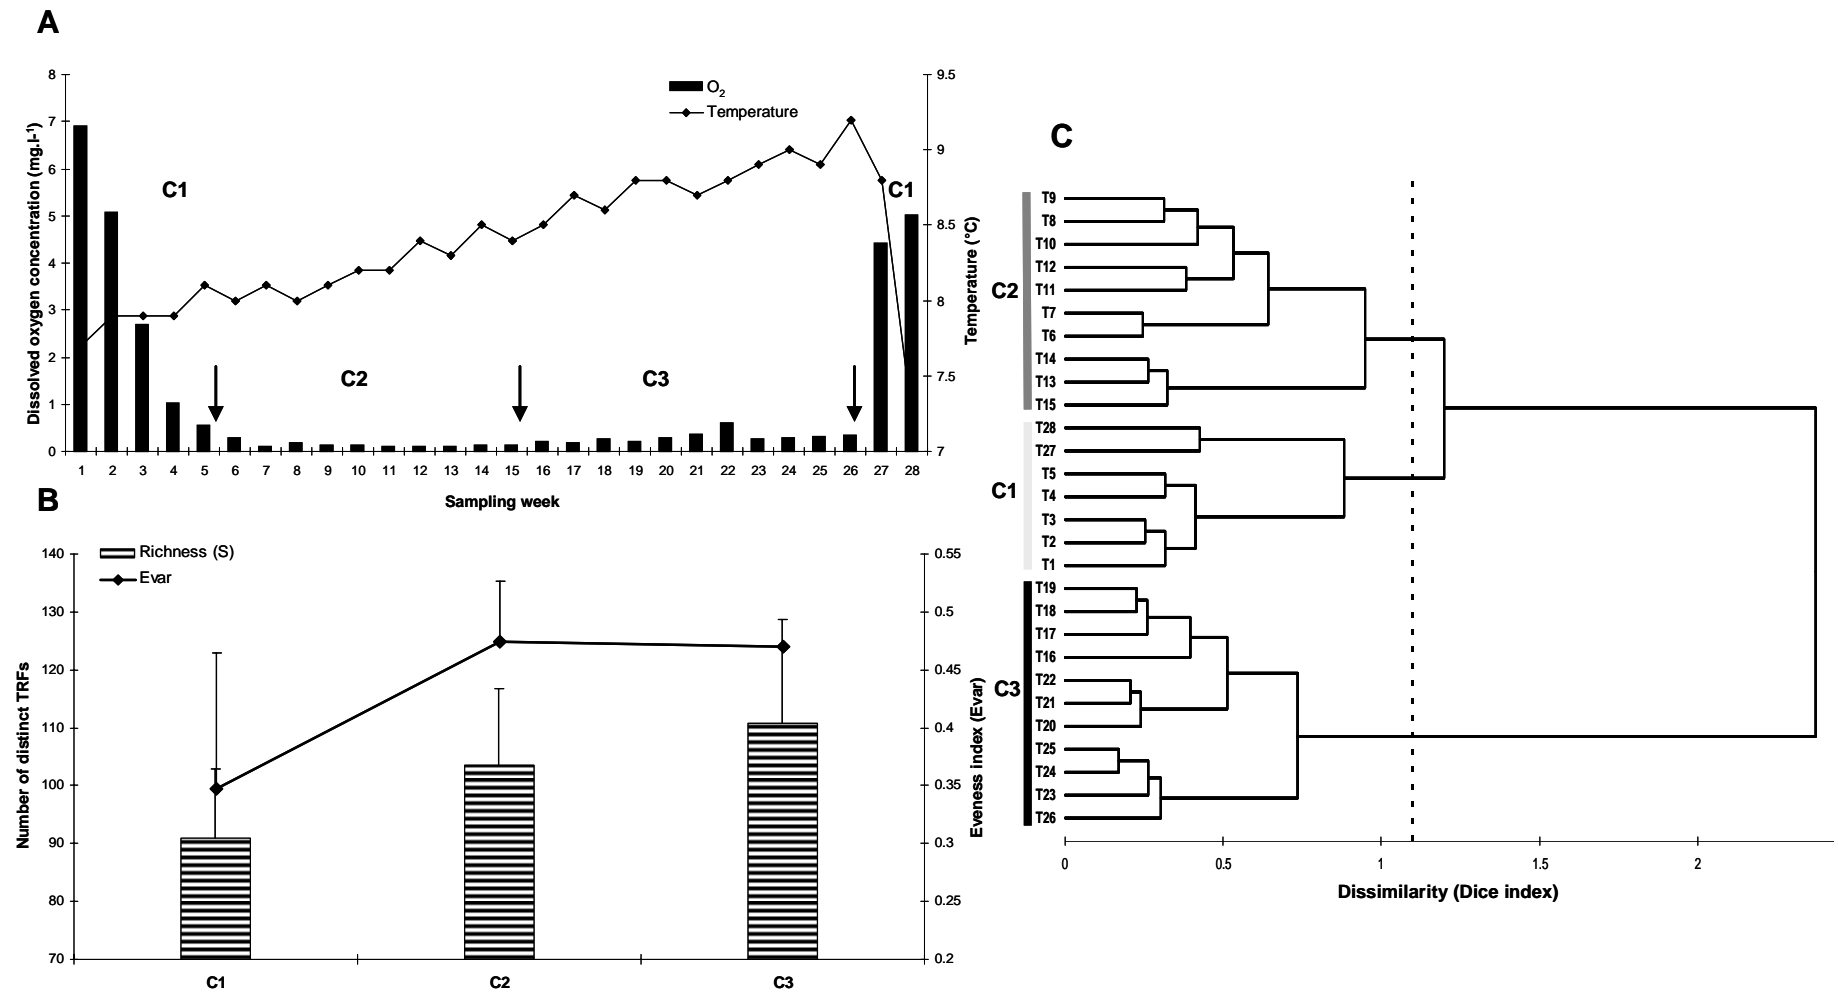 A
8
7
6
5
4
3
2
1
0
Dissolved oxygen concentration (mg.l-1)
O2
Temperature
C1
C1
C2
C3
9.5
9
8.5
8
7.5
7
Temperature (°C)
1 2 3 4 5 6 7 8 9 10 11 12 13 14 15 16 17 18 19 20 21 22 23 24 25 26 27 28
Sampling week
B
140
130
120
110
100
90
80
70
Number of distinct TRFs
Richness (S)
Evar
0.55
0.5
0.45
0.4
0.35
0.3
0.25
0.2
Eveness index (Evar)
C1 C2 C3
C
C2
C1
C3
T9
T8
T10
T12
T11
T7
T6
T14
T13
T15
T28
T27
T5
T4
T3
T2
T1
T19
T18
T17
T16
T22
T21
T20
T25
T24
T23
T26
0 0.5 1 1.5 2
Dissimilarity (Dice index)